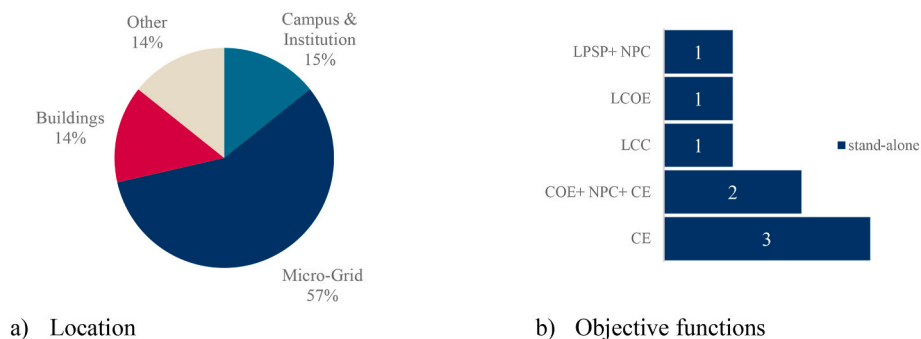 Other
14%
Campus &
Institution
15%
Buildings
14%
Micro-Grid
57%
a) Location
LPSP+ NPC
1
LCOE
1
LCC
1
COE+ NPC+ CE
2
CE
3
stand-alone
b) Objective functions